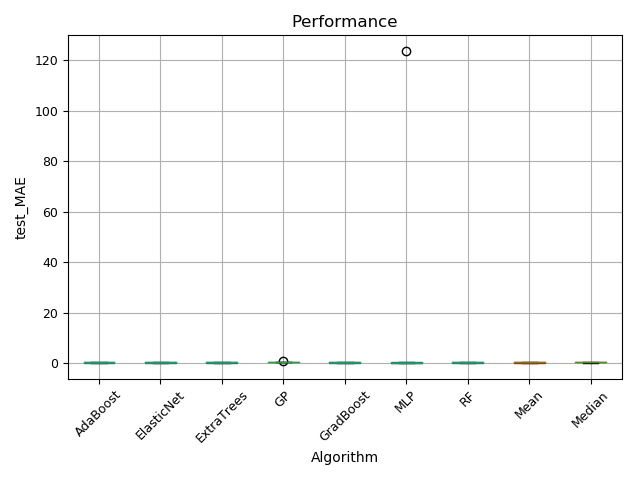 Performance
120
100
80
60
40
20
0
test_MAE
AdaBoost
ElasticNet
ExtraTrees
GP
GradBoost
MLP
RF
Mean
Median
Algorithm